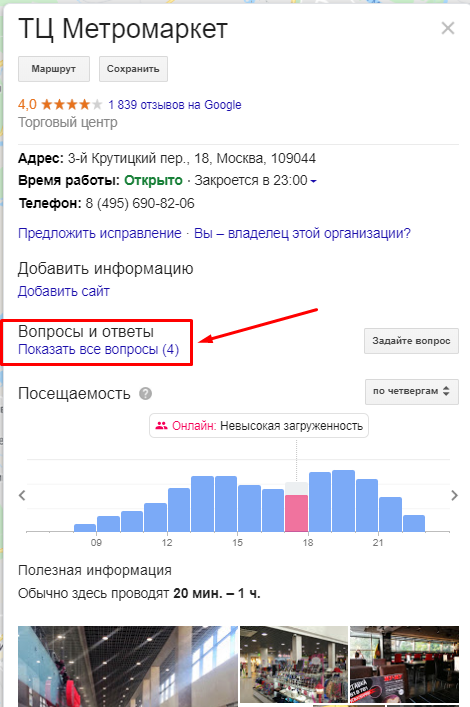 ТЦ Метромаркет
Маршрут Сохранить
4,0 1 839 отзывов на Google
Торговый центр
Адрес: 3-й Крутицкий пер., 18, Москва, 109044
Время работы: Открыто · Закроется в 23:00
Телефон: 8 (495) 690-82-06
Предложить исправление · Вы – владелец этой организации?
Добавить информацию
Добавить сайт
Вопросы и ответы
Показать все вопросы (4)
Задайте вопрос
Посещаемость ?
по четвергам
Онлайн: Невысокая загруженность
09 12 15 18 21
Полезная информация
Обычно здесь проводят 20 мин. – 1 ч.